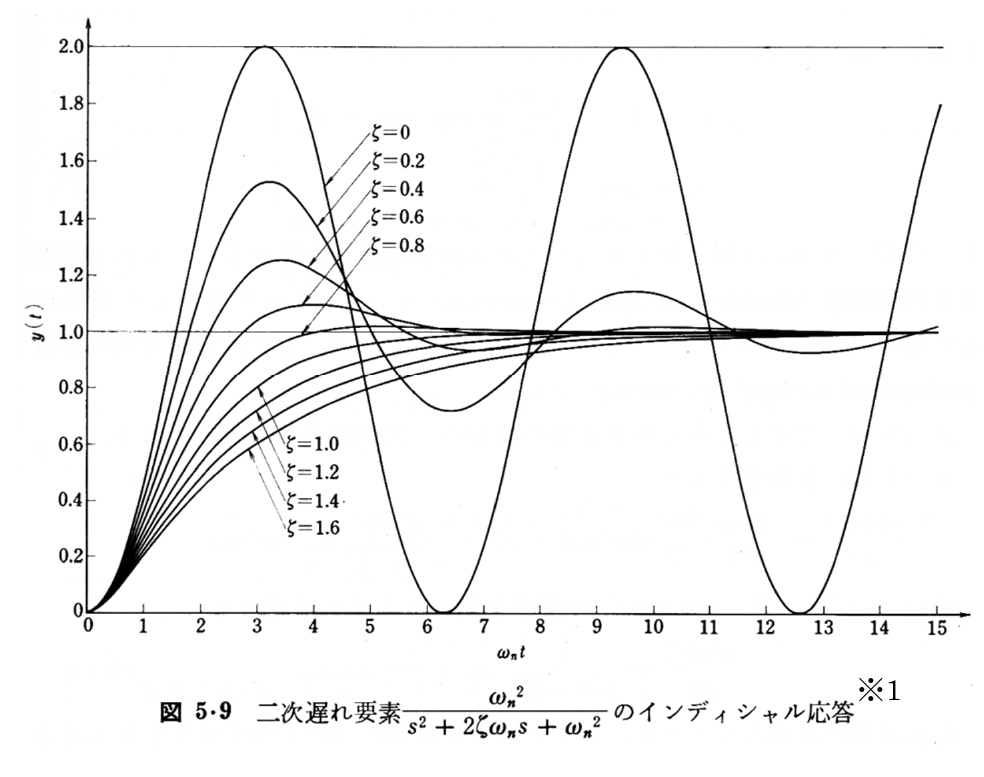 2.0
1.8
1.6
1.4
1.2
1.0
0.8
0.6
0.4
0.2
0
y(t)
ζ=0
ζ=0.2
ζ=0.4
ζ=0.6
ζ=0.8
ζ=1.0
ζ=1.2
ζ=1.4
ζ=1.6
0 1 2 3 4 5 6 7 8 9 10 11 12 13 14 15
ωₙt
図 5·9 二次遅れ要素 ωₙ²/(s² + 2ζωₙs + ωₙ²) のインディシャル応答 ※1